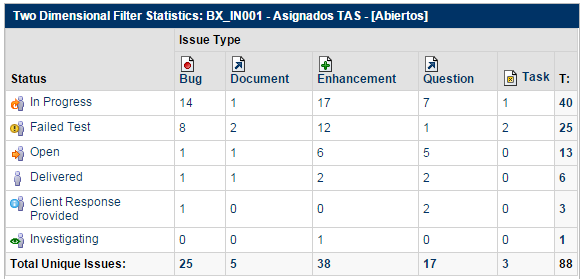 Two Dimensional Filter Statistics: BX_IN001 - Asignados TAS - [Abiertos]
Issue Type
Status Bug Document Enhancement Question Task T:
In Progress 14 1 17 7 1 40
Failed Test 8 2 12 1 2 25
Open 1 1 6 5 0 13
Delivered 1 1 2 2 0 6
Client Response
Provided 1 0 0 2 0 3
Investigating 0 0 1 0 0 1
Total Unique Issues: 25 5 38 17 3 88